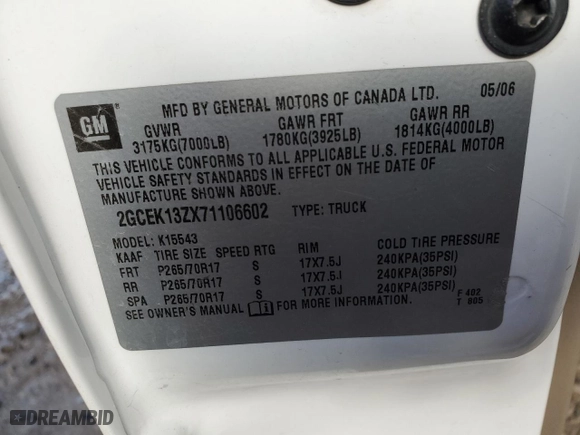 GM
MFD BY GENERAL MOTORS OF CANADA LTD. 05/06
GVWR GAWR FRT GAWR RR
3175KG(7000LB) 1780KG(3925LB) 1814KG(4000LB)
THIS VEHICLE CONFORMS TO ALL APPLICABLE U.S. FEDERAL MOTOR
VEHICLE SAFETY STANDARDS IN EFFECT ON THE DATE OF
MANUFACTURE SHOWN ABOVE.
2GCEK13ZX71106602 TYPE: TRUCK
MODEL: K15543
KAAF TIRE SIZE SPEED RTG RIM COLD TIRE PRESSURE
FRT P265/70R17 S 17X7.5J 240KPA(35PSI)
RR P265/70R17 S 17X7.5J 240KPA(35PSI)
SPA P265/70R17 S 17X7.5J 240KPA(35PSI)
SEE OWNER'S MANUAL FOR ADDITIONAL INFORMATION.
F 402
T 805
DREAMBID